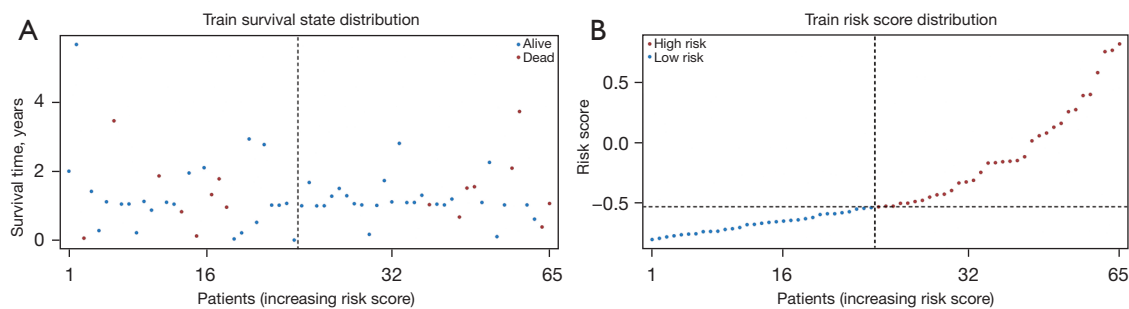 A
Train survival state distribution
Alive
Dead
Survival time, years
4
2
0
1
16
32
65
Patients (increasing risk score)
B
Train risk score distribution
High risk
Low risk
Risk score
0.5
0.0
−0.5
1
16
32
65
Patients (increasing risk score)